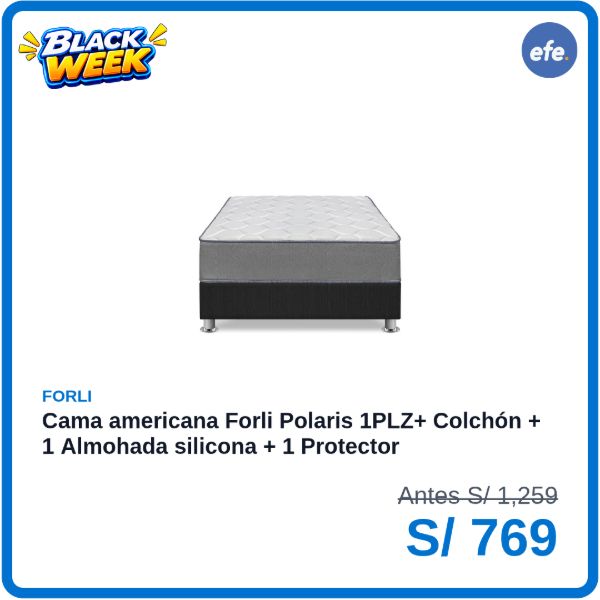 BLACK
WEEK
efe.
FORLI
Cama americana Forli Polaris 1PLZ+ Colchón +
1 Almohada silicona + 1 Protector
Antes S/ 1,259
S/ 769